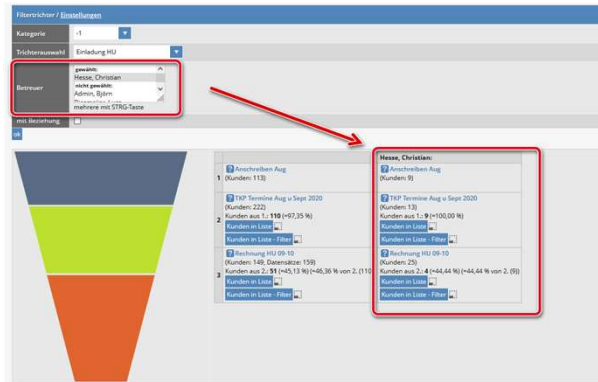 Filtertrichter / Einstellungen
Kategorie -1
Trichterauswahl Einladung HU
Betreuer
gewählt:
Hesse, Christian
nicht gewählt:
Admin, Björn
mehrere mit STRG-Taste
mit Beziehung
ok
Hesse, Christian:
1
? Anschreiben Aug
(Kunden: 113)
? Anschreiben Aug
(Kunden: 9)
2
? TKP Termine Aug u Sept 2020
(Kunden: 222)
Kunden aus 1.: 110 (=97,35 %)
Kunden in Liste
Kunden in Liste - Filter
? TKP Termine Aug u Sept 2020
(Kunden: 13)
Kunden aus 1.: 9 (=100,00 %)
Kunden in Liste
Kunden in Liste - Filter
3
? Rechnung HU 09-10
(Kunden: 149, Datensätze: 159)
Kunden aus 2.: 51 (=45,13 %) (=46,36 % von 2. (110
Kunden in Liste
Kunden in Liste - Filter
? Rechnung HU 09-10
(Kunden: 25)
Kunden aus 2.: 4 (=44,44 %) (=44,44 % von 2. (9))
Kunden in Liste
Kunden in Liste - Filter